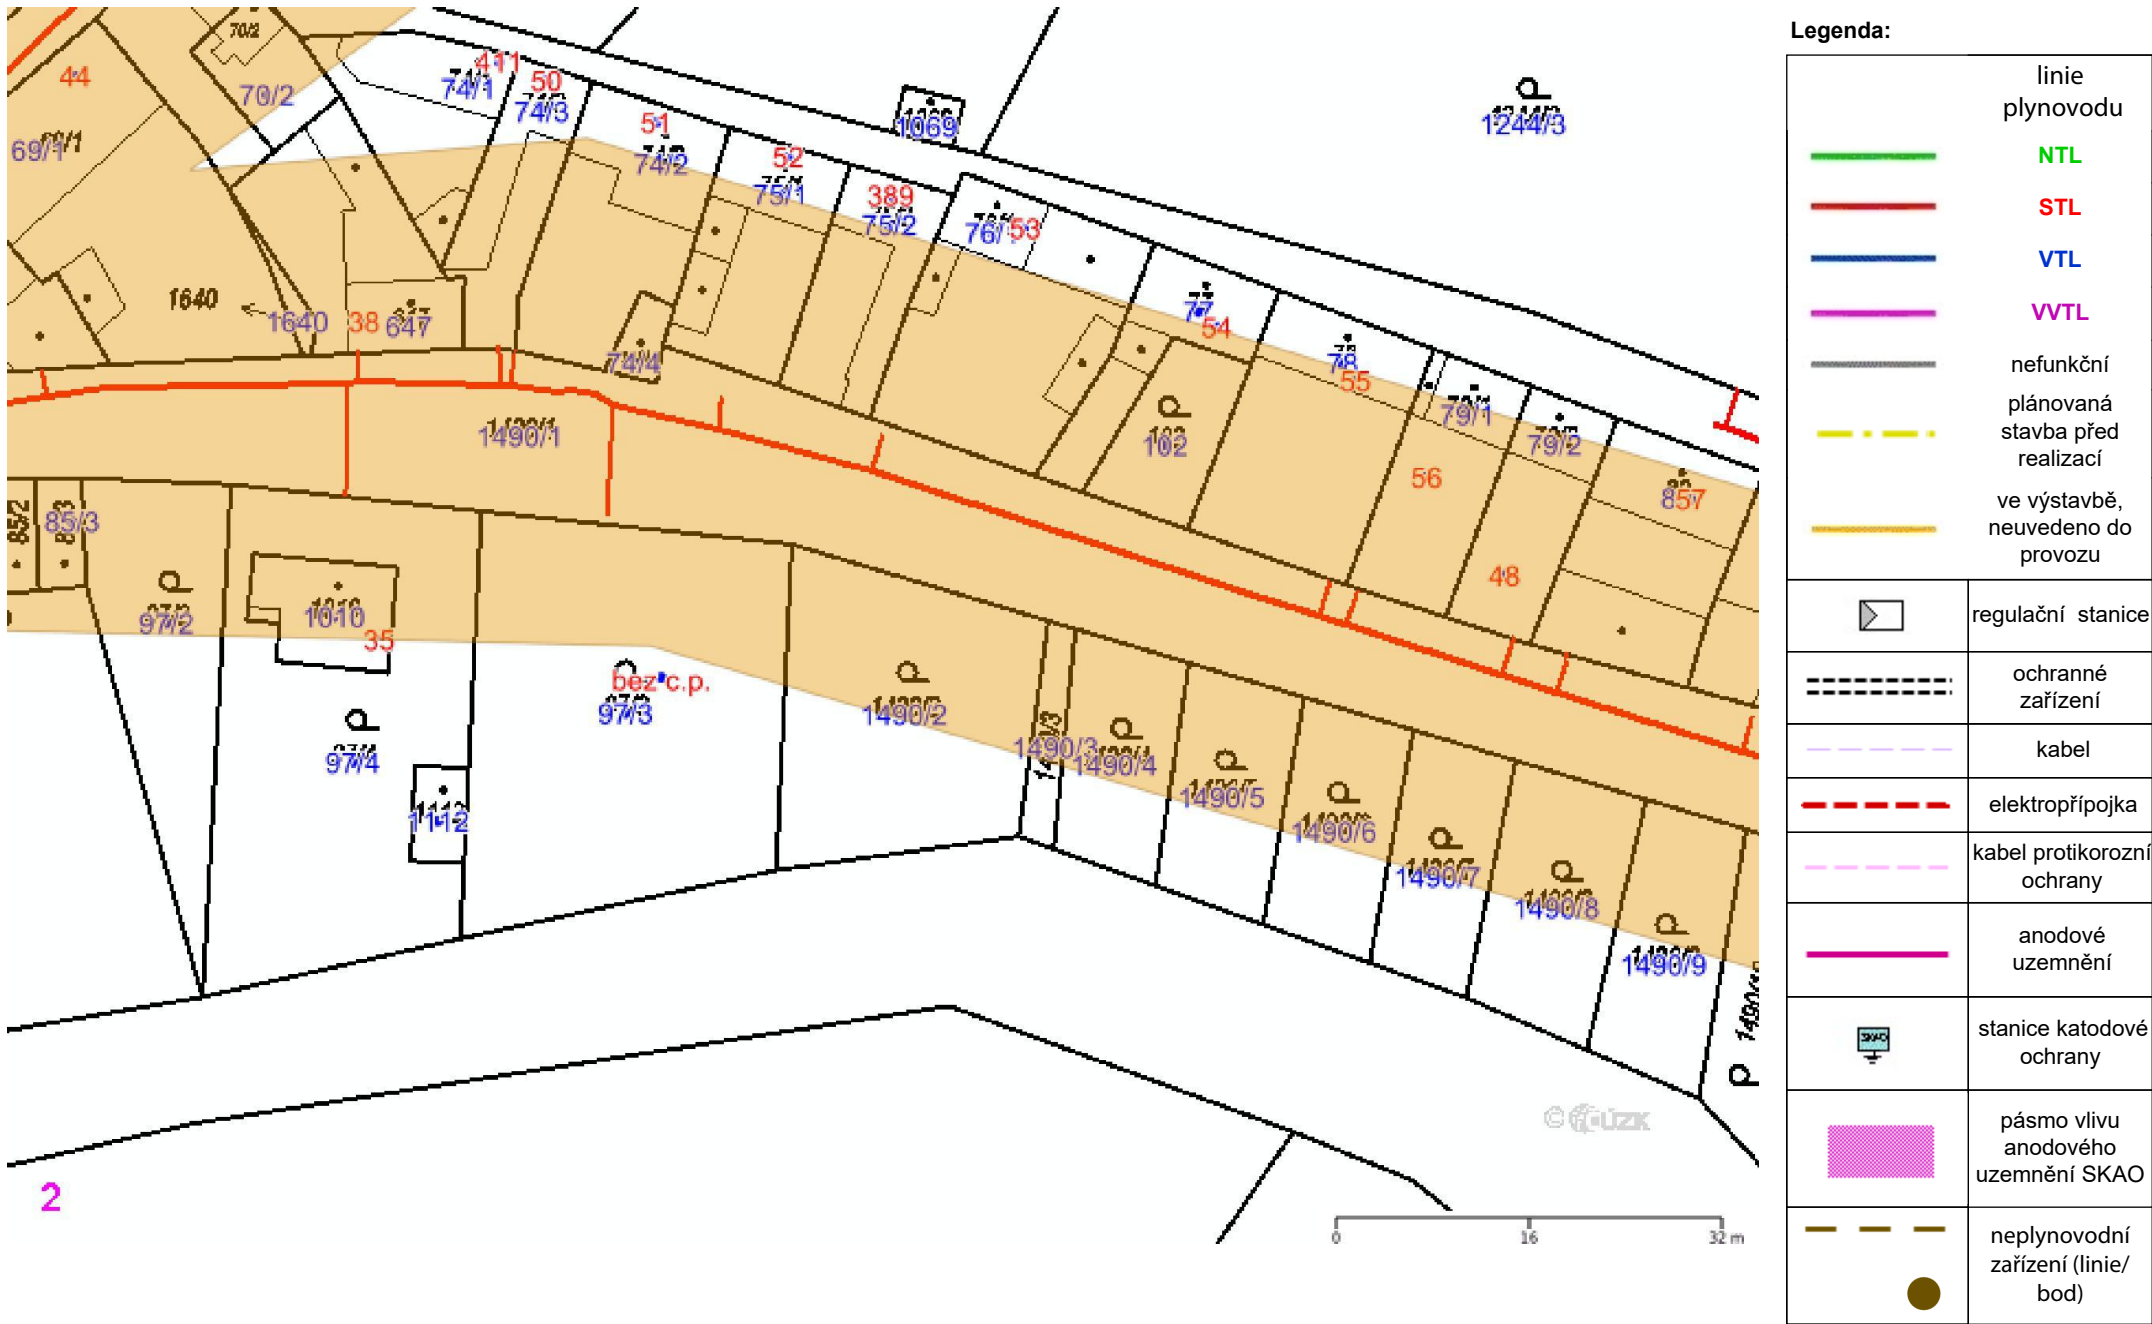 44
70/2
70/2
69/1
411
74/1
50
74/3
51
74/2
52
75/1
389
75/2
1069
53
1244/3
1640
1640
38
647
74/4
77
54
78
55
79/1
79/2
56
57
48
102
1490/1
85/2
85/3
97/2
1010
35
bez c.p.
97/3
97/4
1112
1490/2
1490/3
1490/4
1490/5
1490/6
1490/7
1490/8
1490/9
2
0 16 32 m
Legenda:
linie
plynovodu
NTL
STL
VTL
VVTL
nefunkční
plánovaná
stavba před
realizací
ve výstavbě,
neuvedeno do
provozu
regulační stanice
ochranné
zařízení
kabel
elektropřípojka
kabel protikorozní
ochrany
anodové
uzemnění
SKAO
stanice katodové
ochrany
pásmo vlivu
anodového
uzemnění SKAO
neplynovodní
zařízení (linie/
bod)